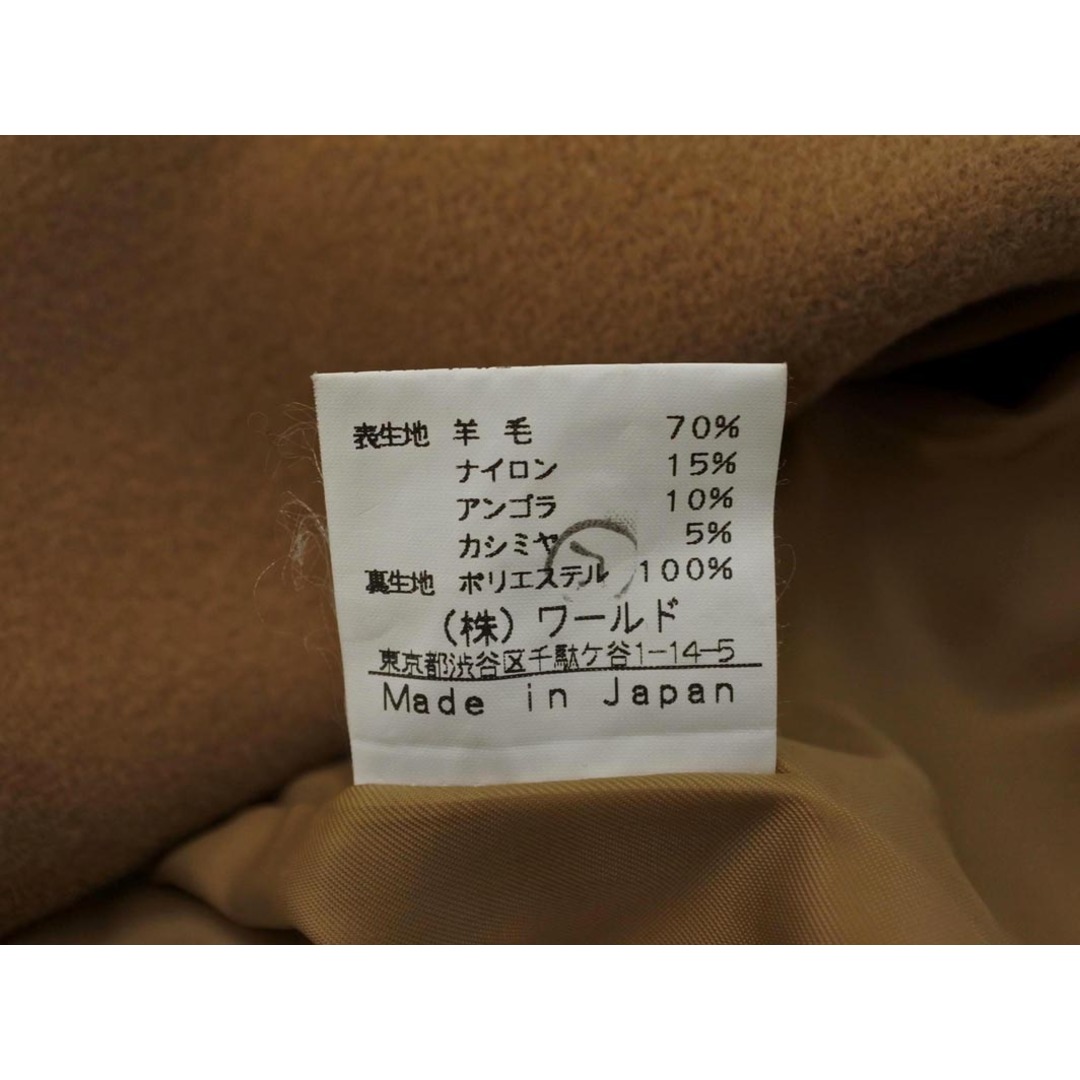 表生地 羊毛 70%
ナイロン 15%
アンゴラ 10%
カシミヤ 5%
裏生地 ポリエステル 100%
(株)ワールド
東京都渋谷区千駄ケ谷1-14-5
Made in Japan